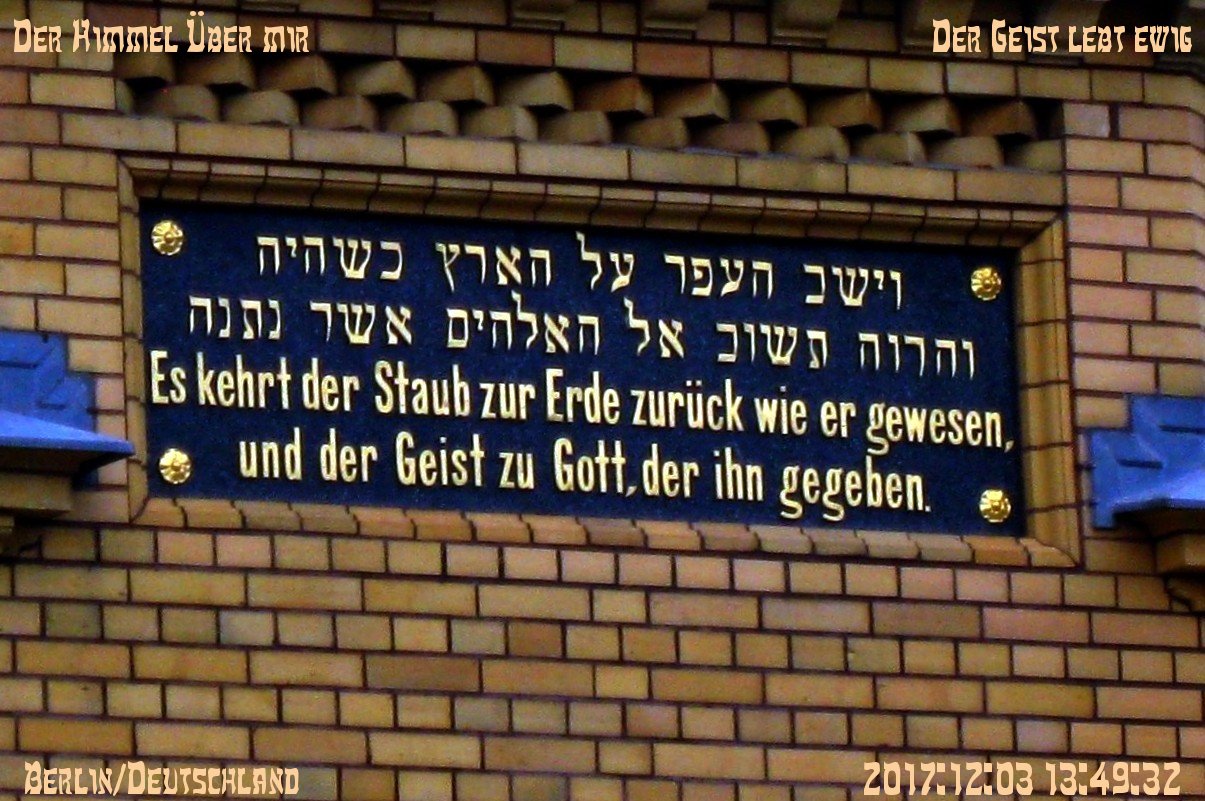 Der Himmel Über mir
Der Geist lebt ewig
וישב העפר על הארץ כשהיה
והרוח תשוב אל האלהים אשר נתנה
Es kehrt der Staub zur Erde zurück wie er gewesen,
und der Geist zu Gott, der ihn gegeben.
Berlin/Deutschland
2017:12:03 13:49:32